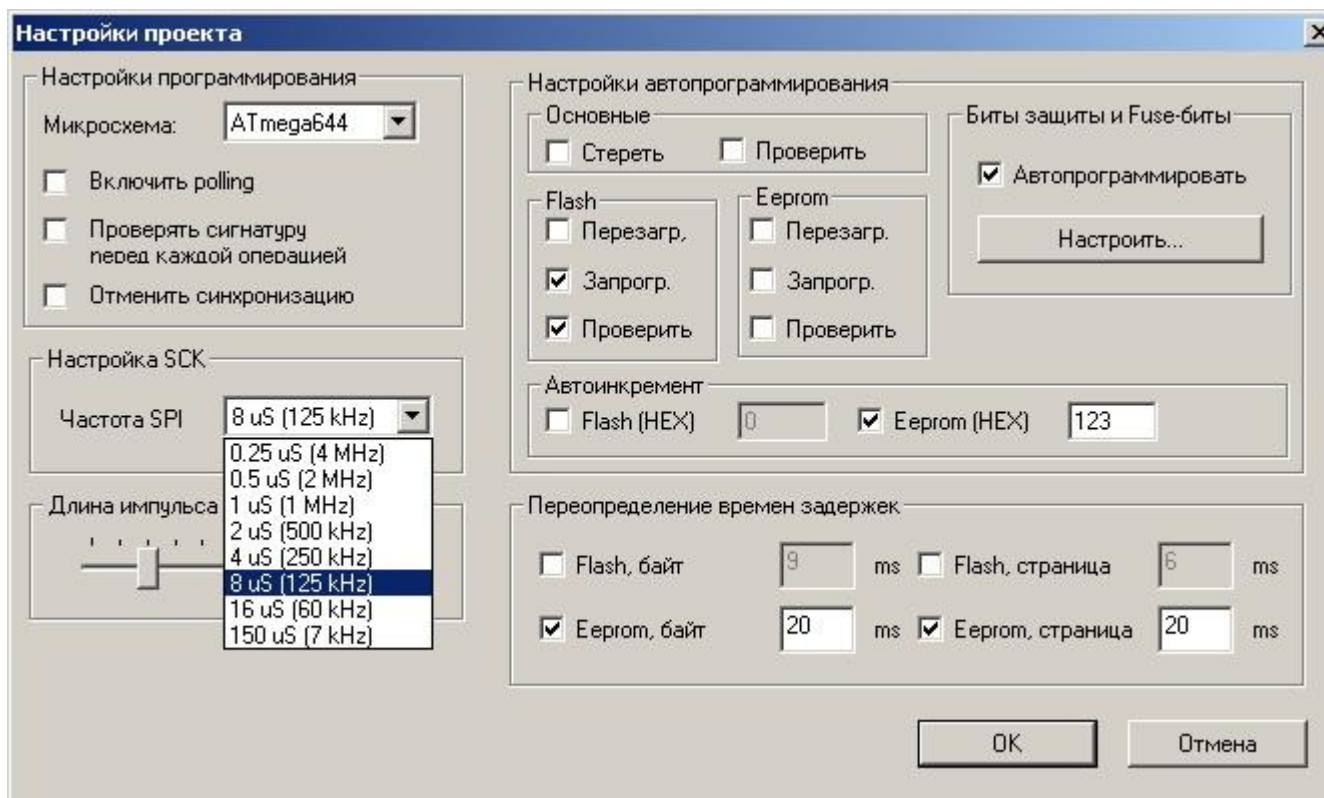 Настройки проекта
Настройки программирования
Микросхема: ATmega644
Включить polling
Проверять сигнатуру
перед каждой операцией
Отменить синхронизацию
Настройка SCK
Частота SPI 8 uS (125 kHz)
0.25 uS (4 MHz)
0.5 uS (2 MHz)
1 uS (1 MHz)
2 uS (500 kHz)
4 uS (250 kHz)
8 uS (125 kHz)
16 uS (60 kHz)
150 uS (7 kHz)
Длина импульса
Настройки автопрограммирования
Основные
Стереть Проверить
Flash
Перезагр,
Запрогр.
Проверить
Eeprom
Перезагр.
Запрогр.
Проверить
Биты защиты и Fuse-биты
Автопрограммировать
Настроить...
Автоинкремент
Flash (HEX) 0 Eeprom (HEX) 123
Переопределение времен задержек
Flash, байт 9 ms Flash, страница 6 ms
Eeprom, байт 20 ms Eeprom, страница 20 ms
OK Отмена